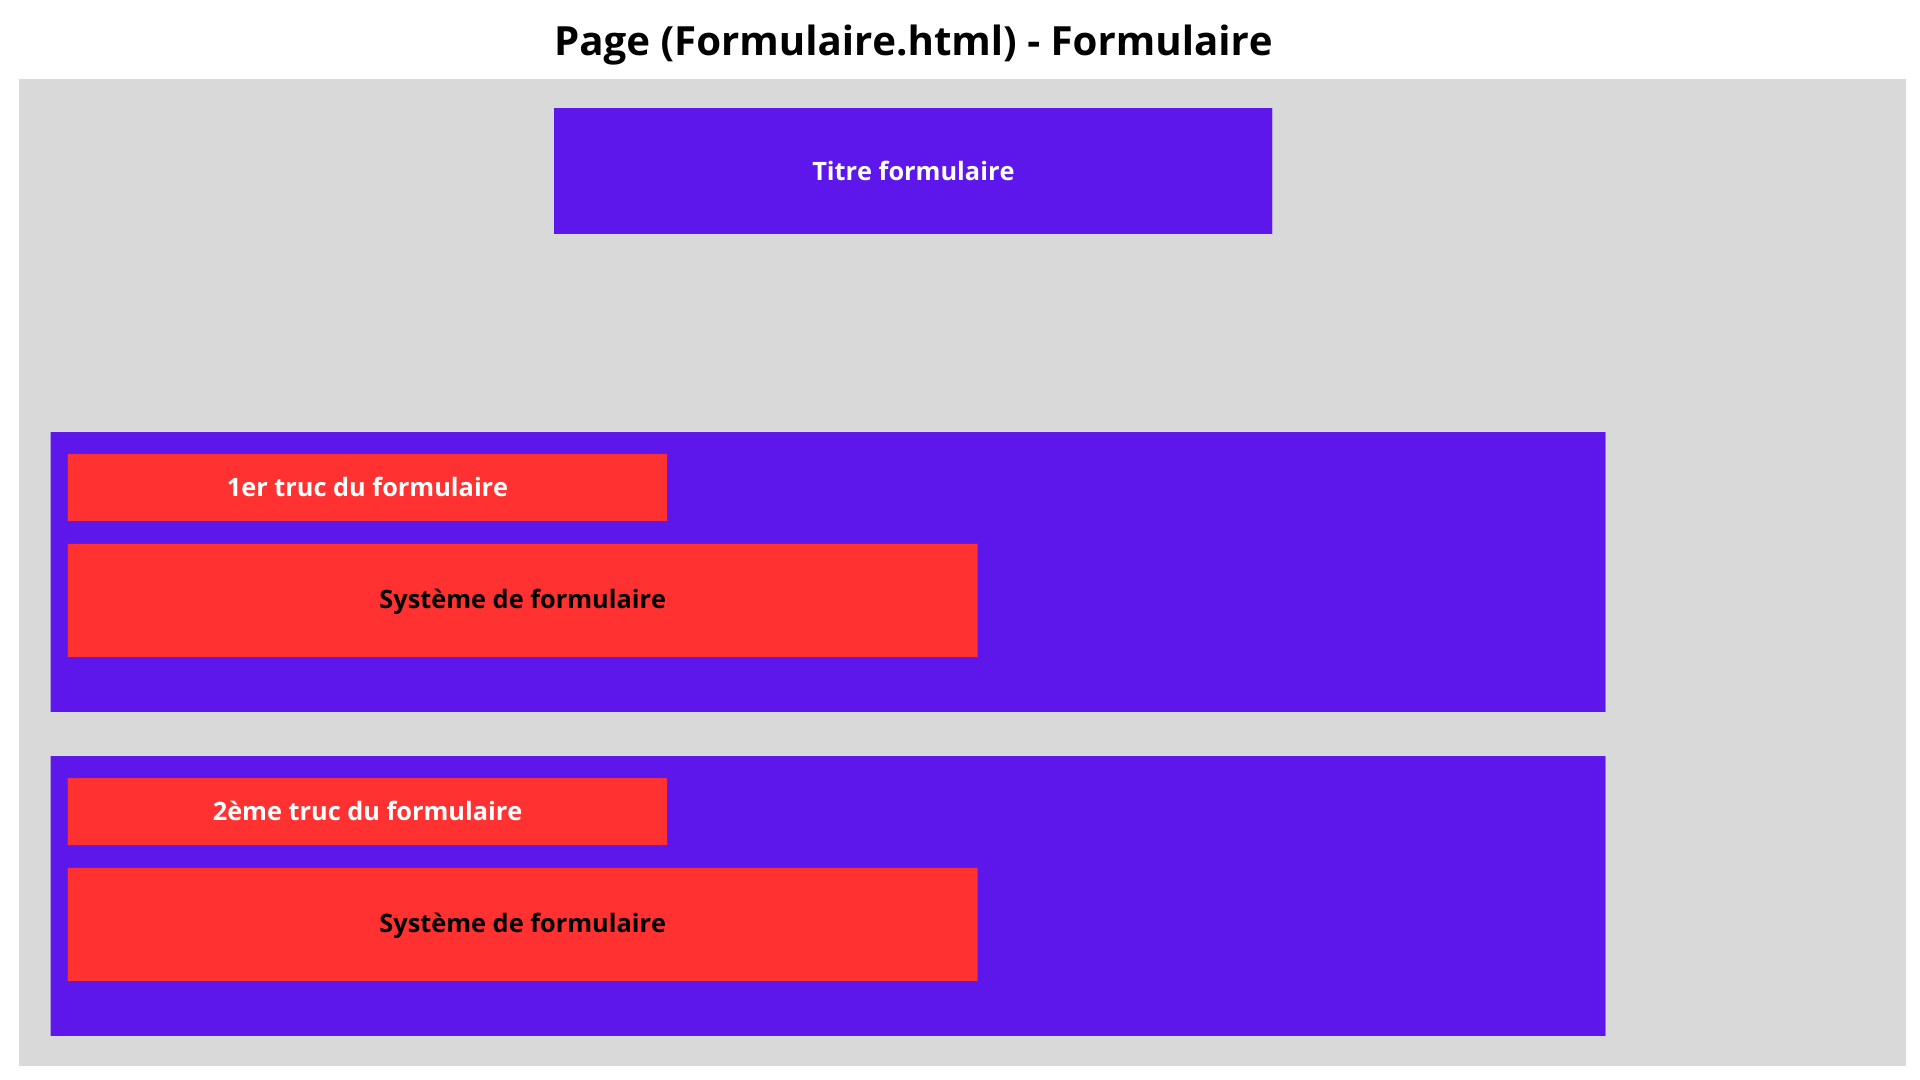 Page (Formulaire.html) - Formulaire
Titre formulaire
1er truc du formulaire
Système de formulaire
2ème truc du formulaire
Système de formulaire